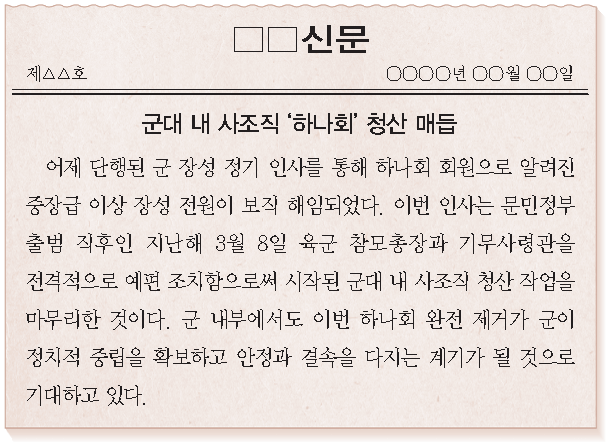 □□신문
제△△호 ○○○○년 ○○월 ○○일
군대 내 사조직 ‘하나회’ 청산 매듭
어제 단행된 군 장성 정기 인사를 통해 하나회 회원으로 알려진
중장급 이상 장성 전원이 보직 해임되었다. 이번 인사는 문민정부
출범 직후인 지난해 3월 8일 육군 참모총장과 기무사령관을
전격적으로 예편 조치함으로써 시작된 군대 내 사조직 청산 작업을
마무리한 것이다. 군 내부에서도 이번 하나회 완전 제거가 군이
정치적 중립을 확보하고 안정과 결속을 다지는 계기가 될 것으로
기대하고 있다.